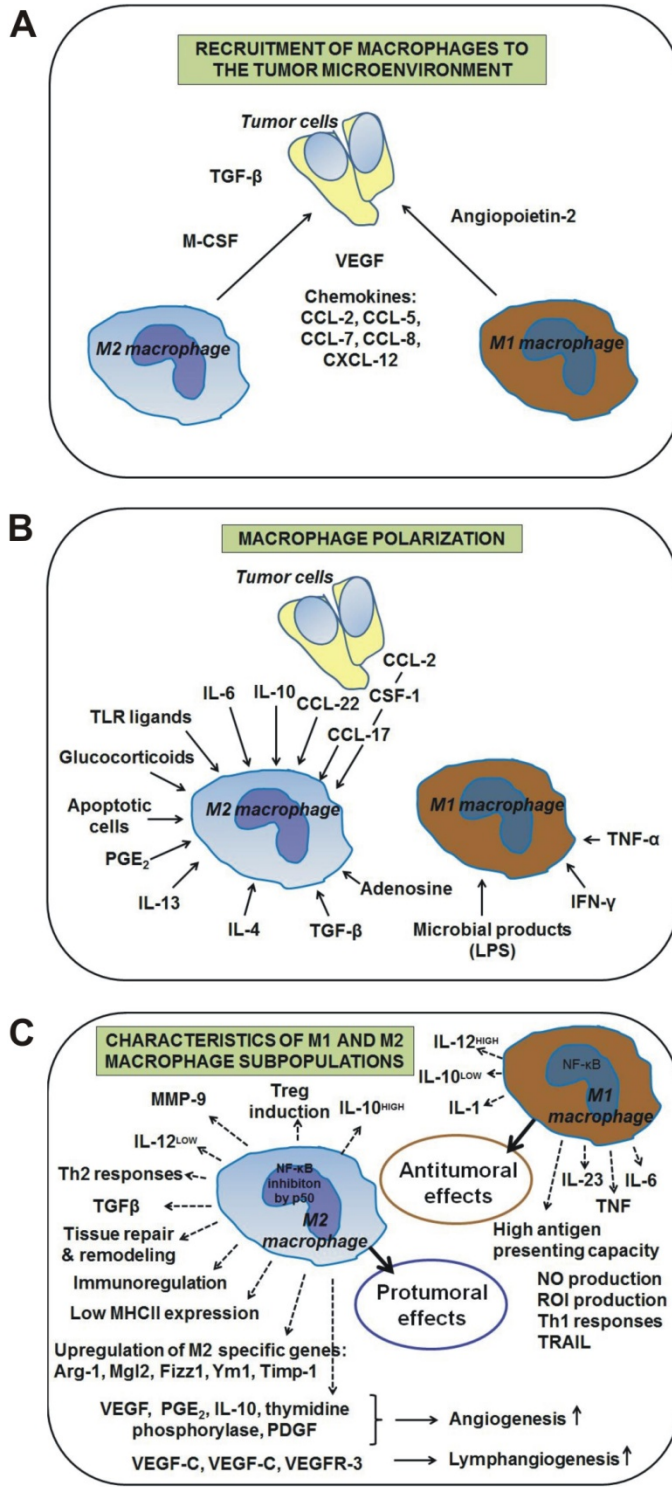 A
RECRUITMENT OF MACROPHAGES TO
THE TUMOR MICROENVIRONMENT
Tumor cells
TGF-β
Angiopoietin-2
M-CSF
VEGF
Chemokines:
CCL-2, CCL-5,
CCL-7, CCL-8,
CXCL-12
M2 macrophage
M1 macrophage
B
MACROPHAGE POLARIZATION
Tumor cells
CCL-2
IL-6
IL-10
CCL-22
CSF-1
TLR ligands
CCL-17
Glucocorticoids
M2 macrophage
M1 macrophage
Apoptotic
cells
TNF-α
PGE₂
Adenosine
IFN-γ
IL-13
IL-4
TGF-β
Microbial products
(LPS)
C
CHARACTERISTICS OF M1 AND M2
MACROPHAGE SUBPOPULATIONS
IL-12HIGH
IL-10LOW
IL-1
NF-κB
M1
macrophage
MMP-9
Treg
induction
IL-10HIGH
IL-12LOW
Th2 responses
TGFβ
Tissue repair
& remodeling
Immunoregulation
Low MHCII expression
NF-κB
inhibiton
by p50
M2
macrophage
Antitumoral
effects
IL-23
IL-6
TNF
High antigen
presenting capacity
Protumoral
effects
NO production
ROI production
Th1 responses
TRAIL
Upregulation of M2 specific genes:
Arg-1, Mgl2, Fizz1, Ym1, Timp-1
VEGF, PGE₂, IL-10, thymidine
phosphorylase, PDGF
Angiogenesis ↑
VEGF-C, VEGF-C, VEGFR-3
Lymphangiogenesis ↑